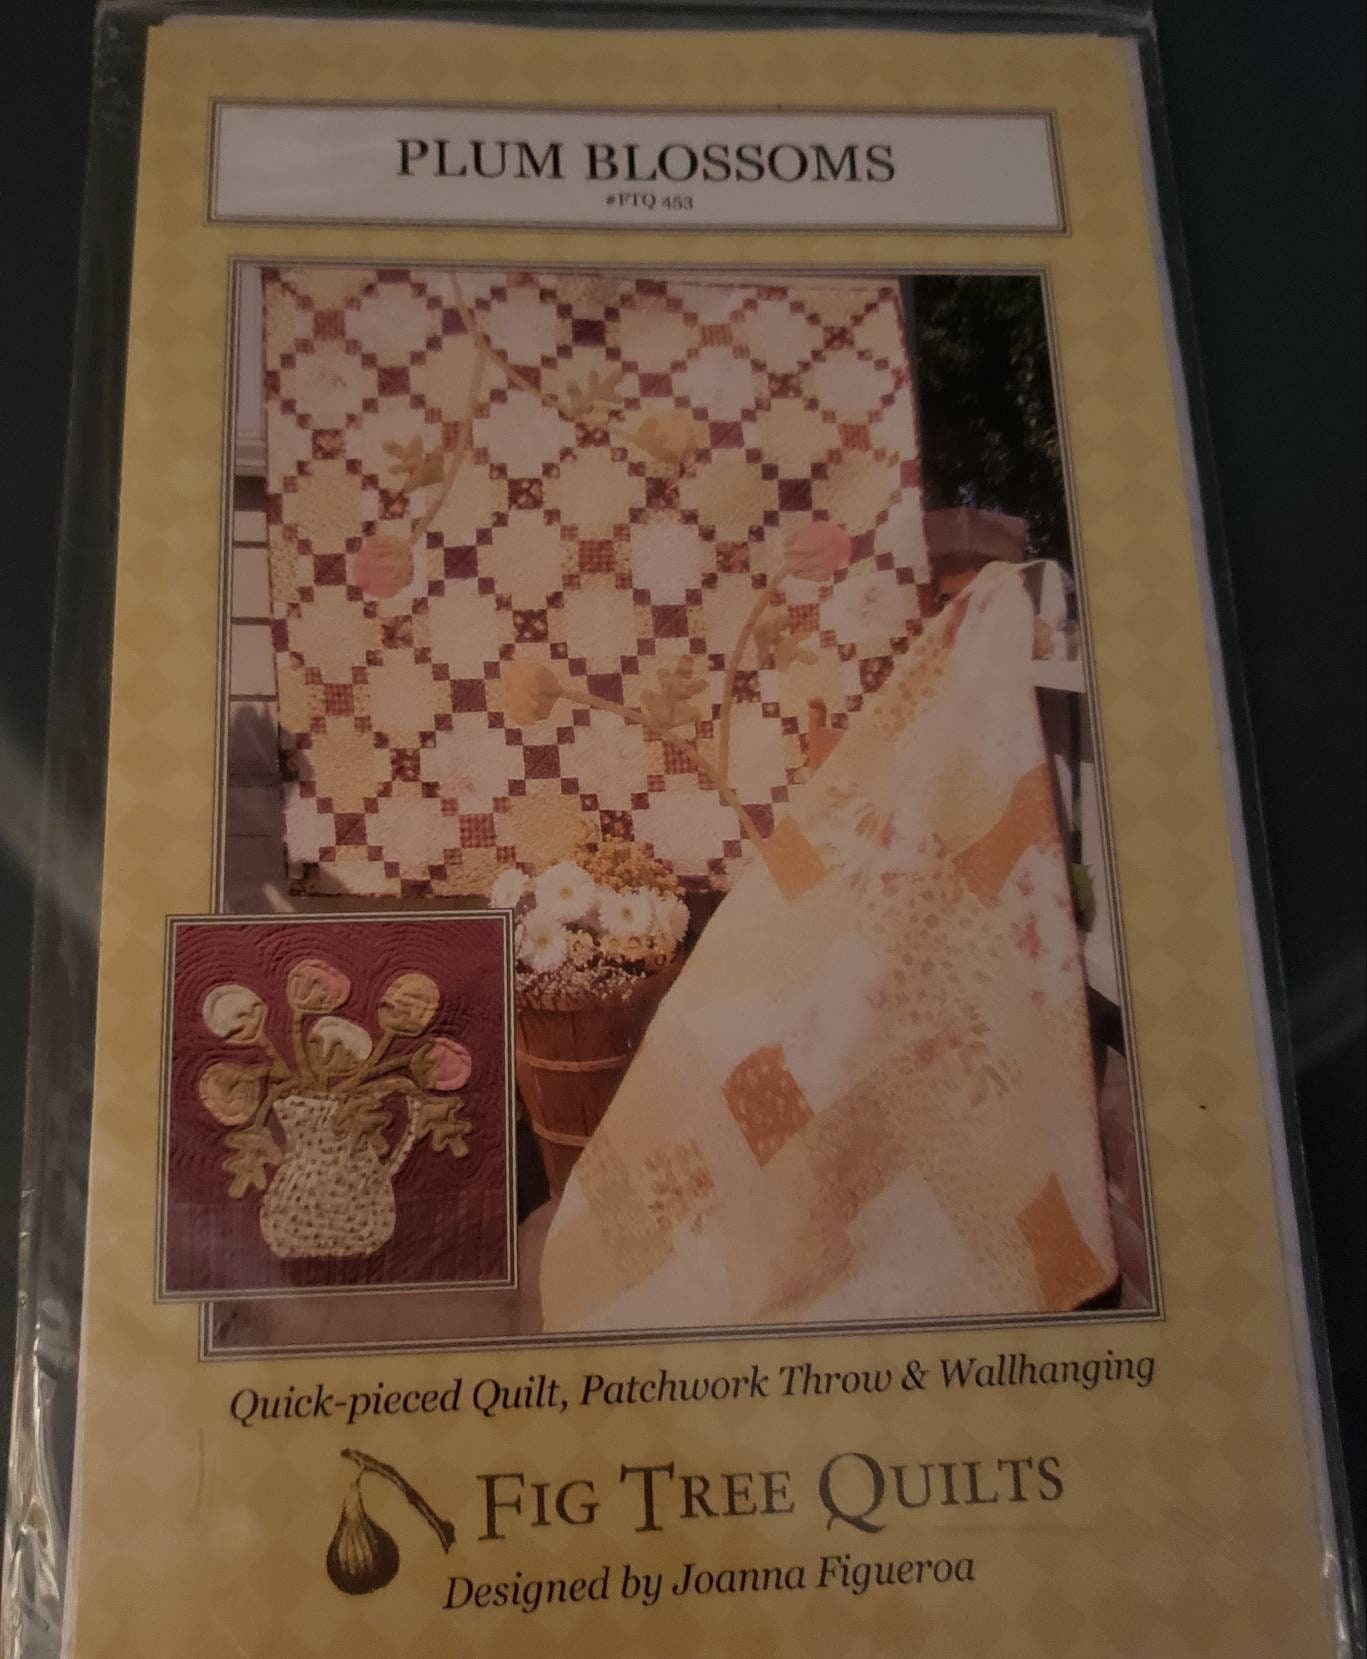 PLUM BLOSSOMS
#FTQ 453
Quick-pieced Quilt, Patchwork Throw & Wallhanging
FIG TREE QUILTS
Designed by Joanna Figueroa